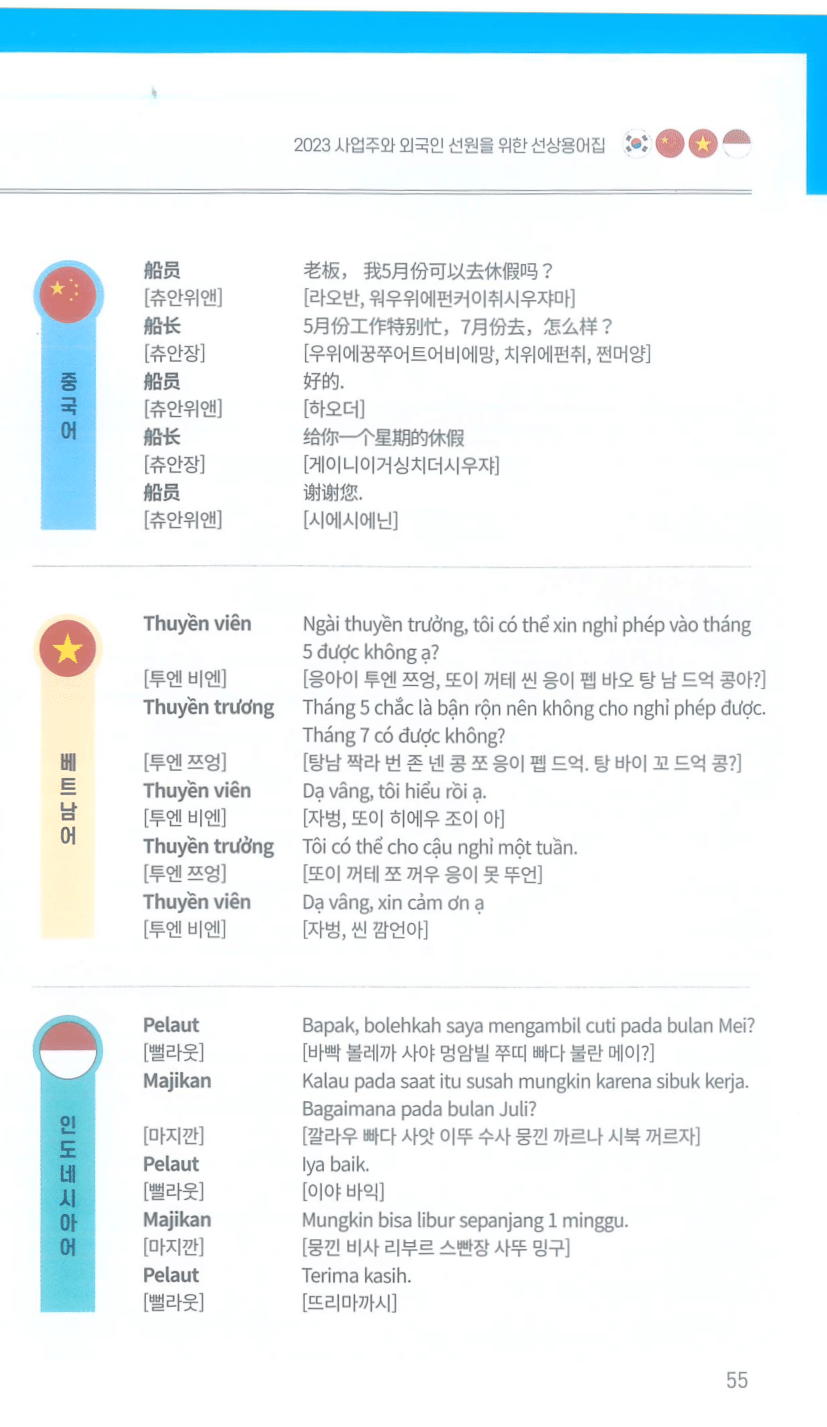 2023 사업주와 외국인 선원을 위한 선상용어집
중국어
船员 老板， 我5月份可以去休假吗？
[츄안위앤] [라오반, 워우위에펀커이취시우쟈마]
船长 5月份工作特别忙，7月份去，怎么样？
[츄안장] [우위에꿍쭈어트어비에망, 치위에펀취, 쩐머양]
船员 好的.
[츄안위앤] [하오더]
船长 给你一个星期的休假
[츄안장] [게이니이거싱치더시우쟈]
船员 谢谢您.
[츄안위앤] [시에시에닌]
베트남어
Thuyền viên Ngài thuyền trưởng, tôi có thể xin nghỉ phép vào tháng
5 được không ạ?
[투엔 비엔] [응아이 투엔 쯔엉, 또이 꺼테 씬 응이 펩 바오 탕 남 드억 콩아?]
Thuyền trương Tháng 5 chắc là bận rộn nên không cho nghỉ phép được.
Tháng 7 có được không?
[투엔 쯔엉] [탕남 짝라 번 존 넨 콩 쪼 응이 펩 드억. 탕 바이 꼬 드억 콩?]
Thuyền viên Dạ vâng, tôi hiểu rồi ạ.
[투엔 비엔] [자벙, 또이 히에우 조이 아]
Thuyền trưởng Tôi có thể cho cậu nghỉ một tuần.
[투엔 쯔엉] [또이 꺼테 쪼 꺼우 응이 못 뚜언]
Thuyền viên Dạ vâng, xin cảm ơn ạ
[투엔 비엔] [자벙, 씬 깜언아]
인도네시아어
Pelaut Bapak, bolehkah saya mengambil cuti pada bulan Mei?
[뻘라웃] [바빡 볼레까 사야 멍암빌 쭈띠 빠다 불란 메이?]
Majikan Kalau pada saat itu susah mungkin karena sibuk kerja.
Bagaimana pada bulan Juli?
[마지깐] [깔라우 빠다 사앗 이뚜 수사 뭉낀 까르나 시북 꺼르자]
Pelaut Iya baik.
[뻘라웃] [이야 바익]
Majikan Mungkin bisa libur sepanjang 1 minggu.
[마지깐] [뭉낀 비사 리부르 스빤장 사뚜 밍구]
Pelaut Terima kasih.
[뻘라웃] [뜨리마까시]
55